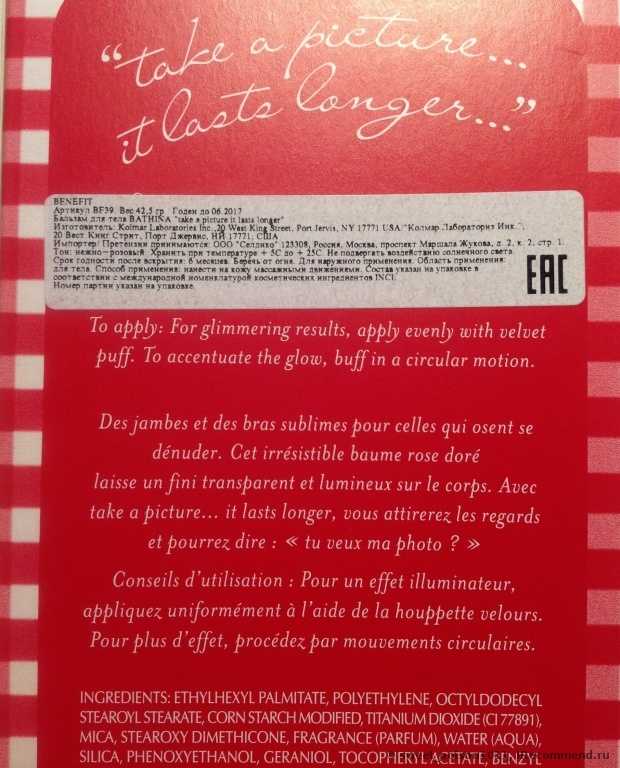 “take a picture...
it lasts longer...”
BENEFIT
Артикул BF39. Вес 42,5 гр Годен до 06.2017
Бальзам для тела BATHINA "take a picture it lasts longer"
Изготовитель: Kolmar Laboratories Inc.,20 West King Street, Port Jervis, NY 17771 USA/"Колмар Лабораториз Инк.",
20 Вест Кинг Стрит, Порт Джервис, НЙ 17771, США
Импортер/ Претензии принимаются: ООО "Селдико" 123308, Россия, Москва, проспект Маршала Жукова, д. 2, к. 2, стр. 1.
Тон: нежно-розовый. Хранить при температуре + 5С до + 25С. Не подвергать воздействию солнечного света.
Срок годности после вскрытия: 6 месяцев. Беречь от огня. Для наружного применения. Область применения:
для тела. Способ применения: нанести на кожу массажными движениями. Состав указан на упаковке в
соответствии с международной номенклатурой косметических ингредиентов INCI.
Номер партии указан на упаковке.
EAC
To apply: For glimmering results, apply evenly with velvet
puff. To accentuate the glow, buff in a circular motion.
Des jambes et des bras sublimes pour celles qui osent se
dénuder. Cet irrésistible baume rose doré
laisse un fini transparent et lumineux sur le corps. Avec
take a picture... it lasts longer, vous attirerez les regards
et pourrez dire : « tu veux ma photo ? »
Conseils d’utilisation : Pour un effet illuminateur,
appliquez uniformément à l’aide de la houppette velours.
Pour plus d’effet, procédez par mouvements circulaires.
INGREDIENTS: ETHYLHEXYL PALMITATE, POLYETHYLENE, OCTYLDODECYL
STEAROYL STEARATE, CORN STARCH MODIFIED, TITANIUM DIOXIDE (CI 77891),
MICA, STEAROXY DIMETHICONE, FRAGRANCE (PARFUM), WATER (AQUA),
SILICA, PHENOXYETHANOL, GERANIOL, TOCOPHERYL ACETATE, BENZYL